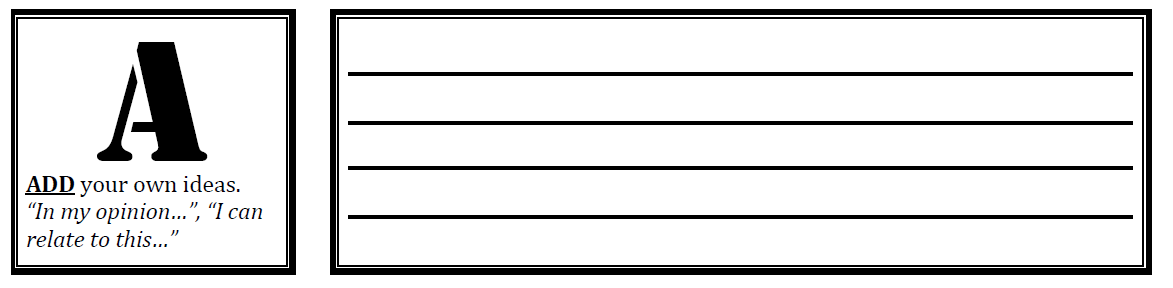 A
ADD your own ideas.
“In my opinion…”, “I can
relate to this…”